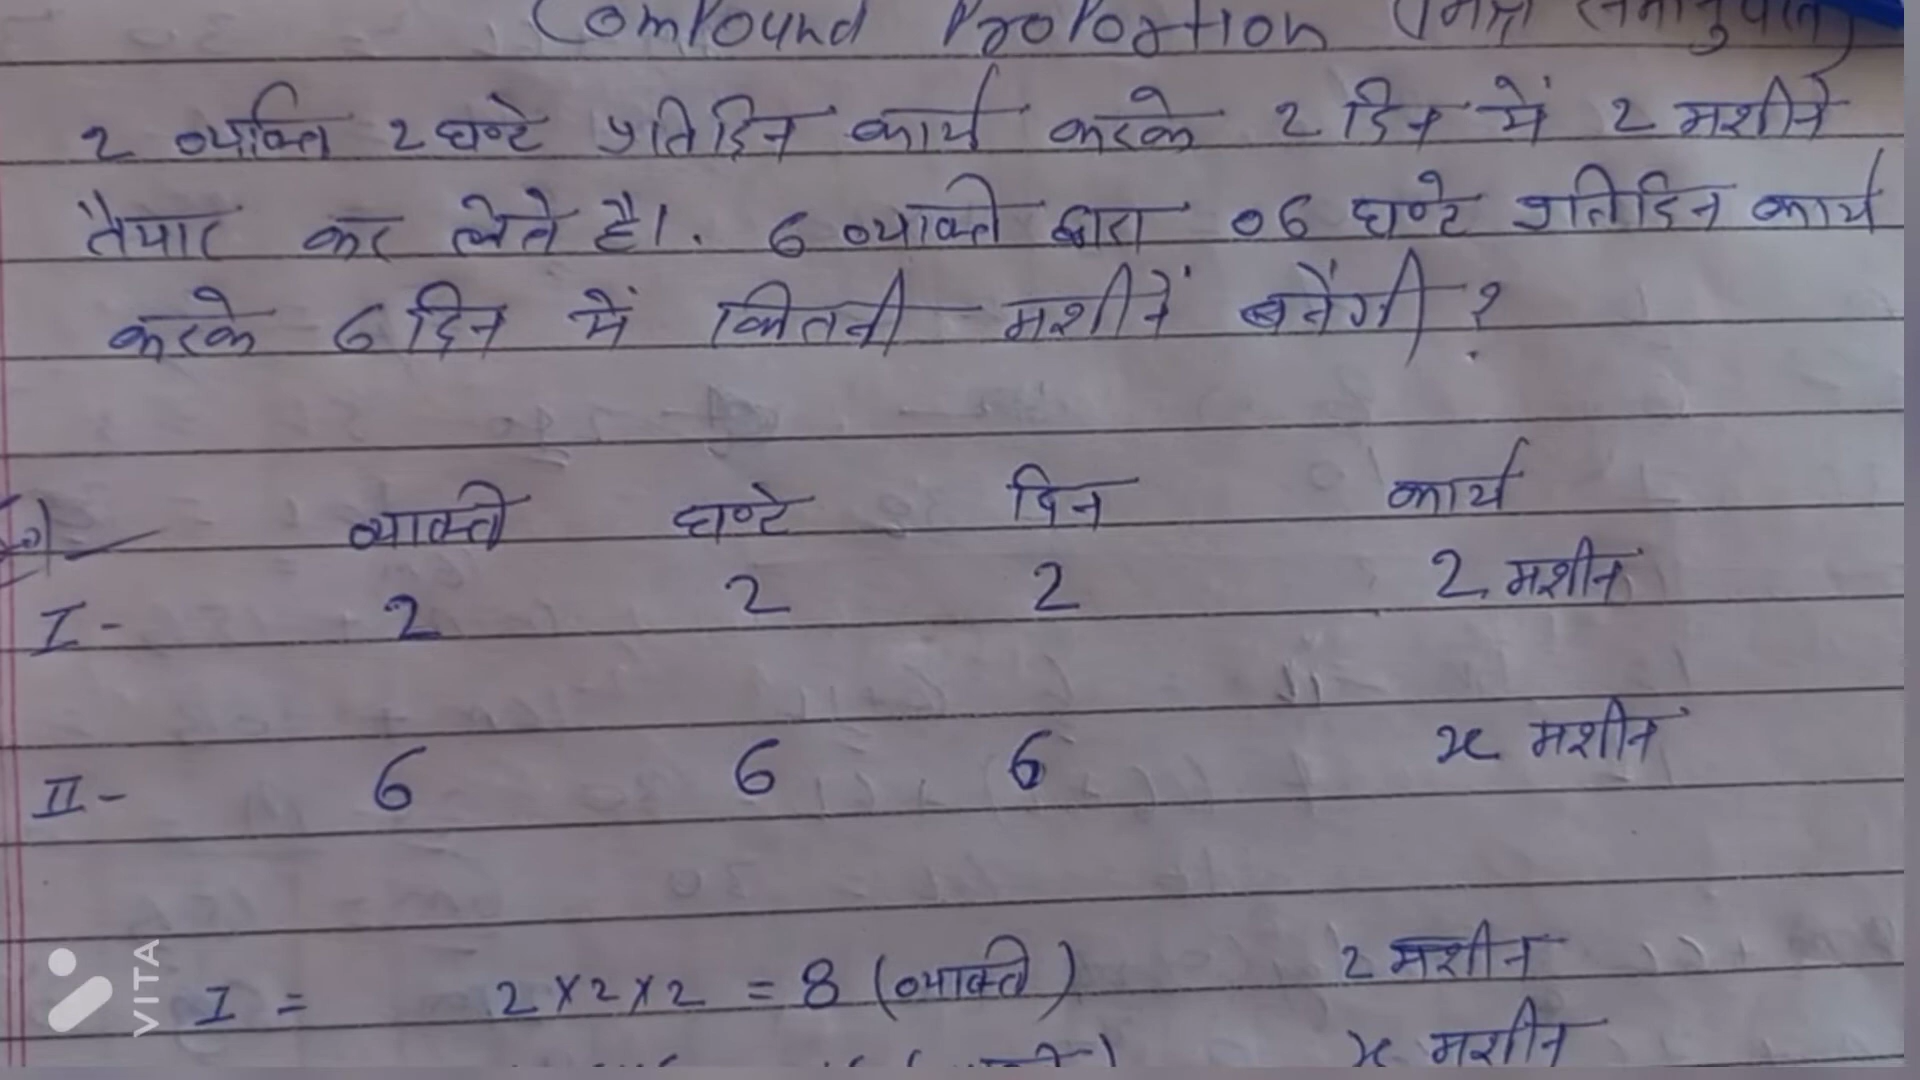 Compound Proportion (मिश्र समानुपात)
2 व्यक्ति 2 घण्टे प्रतिदिन कार्य करके 2 दिन में 2 मशीनें
तैयार कर लेते है।. 6 व्यक्ति द्वारा 06 घण्टे प्रतिदिन कार्य
करके 6 दिन में कितनी मशीनें बनेंगी ?
व्यक्ति घण्टे दिन कार्य
I - 2 2 2 2 मशीन
II - 6 6 6 x मशीन
I = 2 x 2 x 2 = 8 (व्यक्ति) 2 मशीन
x मशीन
VITA